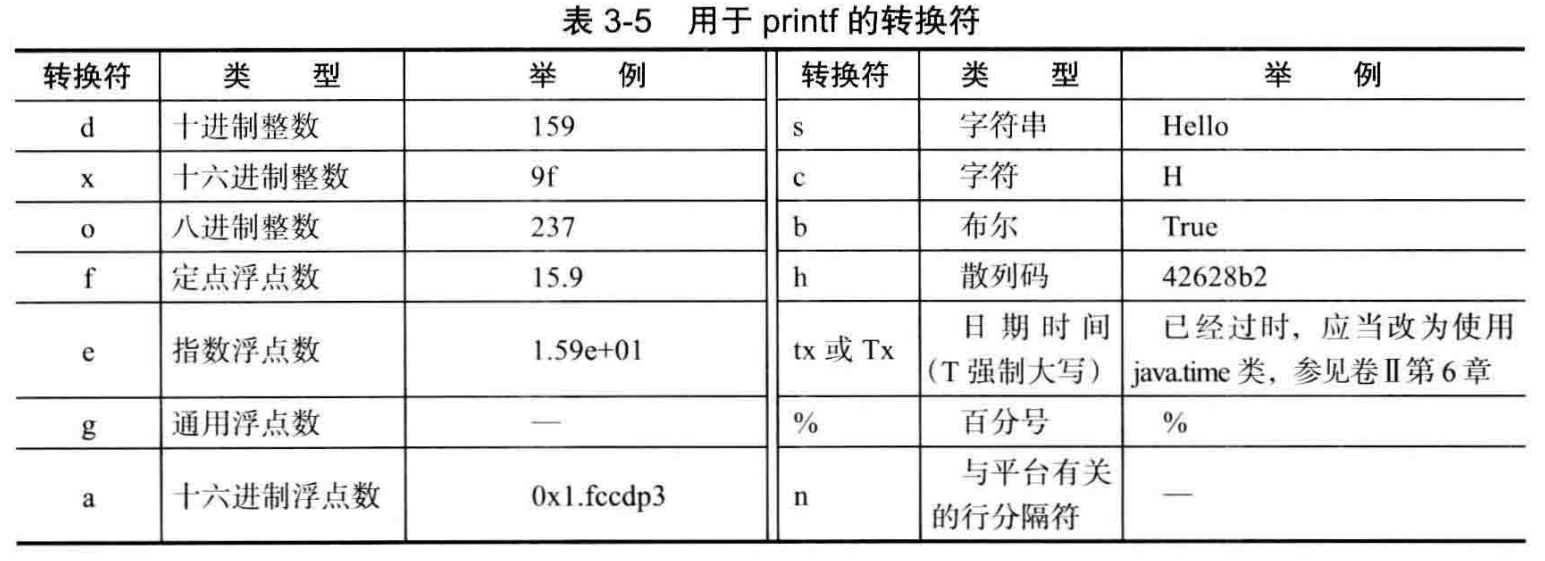 表 3-5 用于 printf 的转换符
转换符 类 型 举 例 转换符 类 型 举 例
d 十进制整数 159 s 字符串 Hello
x 十六进制整数 9f c 字符 H
o 八进制整数 237 b 布尔 True
f 定点浮点数 15.9 h 散列码 42628b2
e 指数浮点数 1.59e+01 tx 或 Tx 日期时间 已经过时，应当改为使用
(T 强制大写) java.time 类，参见卷Ⅱ第 6 章
g 通用浮点数 — % 百分号 %
a 十六进制浮点数 0x1.fccdp3 n 与平台有关 —
的行分隔符